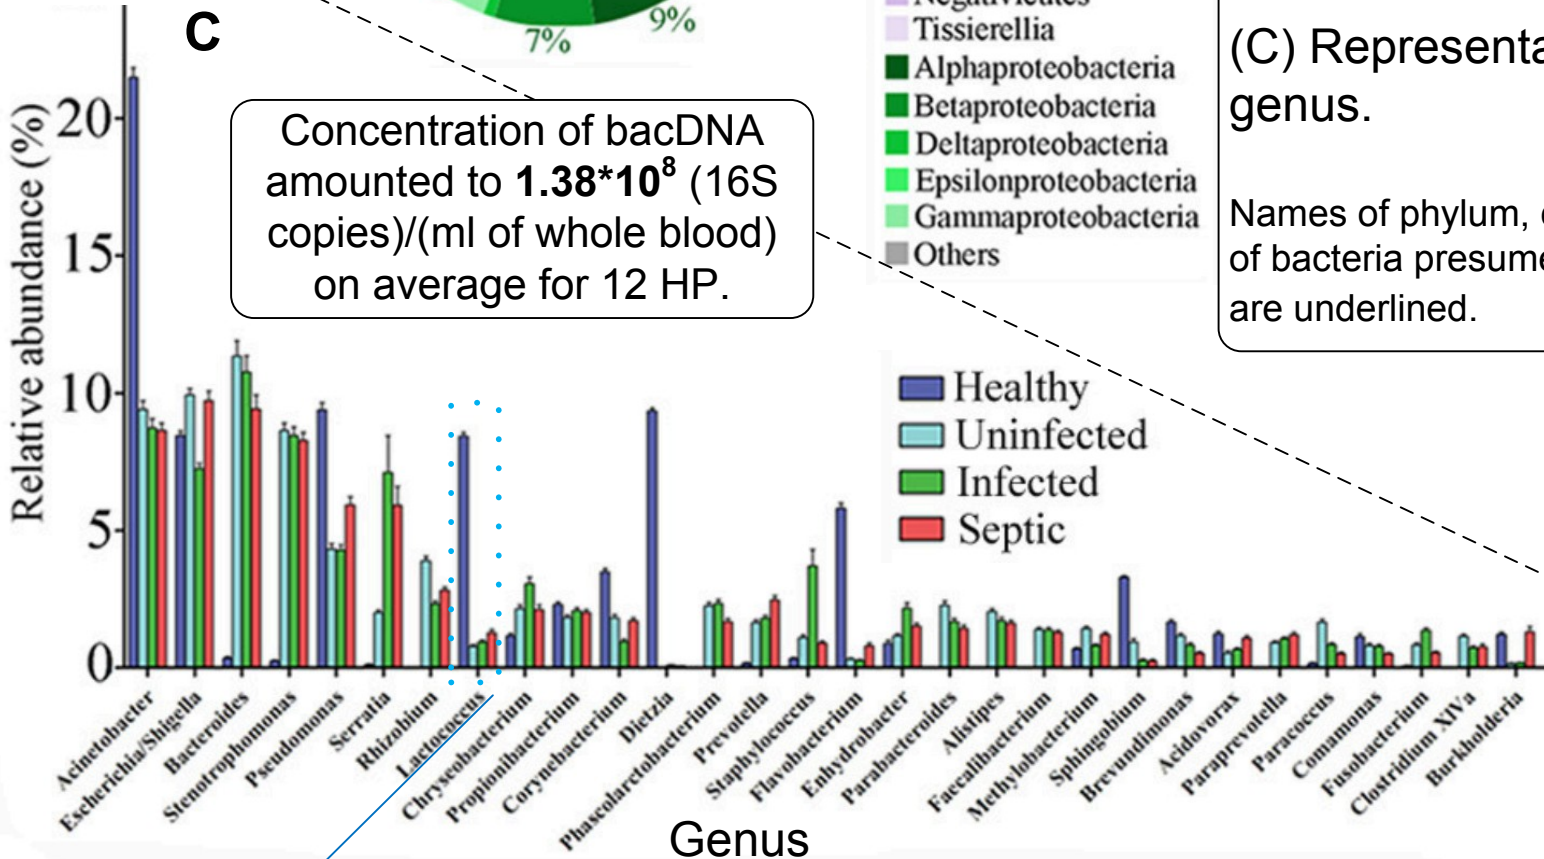 C
7%
9%
Negativicutes
Tissierellia
Alphaproteobacteria
Betaproteobacteria
Deltaproteobacteria
Epsilonproteobacteria
Gammaproteobacteria
Others
(C) Representa
genus.
Names of phylum,
of bacteria presume
are underlined.
Concentration of bacDNA
amounted to 1.38*10⁸ (16S
copies)/(ml of whole blood)
on average for 12 HP.
Relative abundance (%)
20
15
10
5
0
Healthy
Uninfected
Infected
Septic
Acinetobacter
Escherichia/Shigella
Bacteroides
Stenotrophomonas
Pseudomonas
Serratia
Rhizobium
Lactococcus
Chryseobacterium
Propionibacterium
Corynebacterium
Dietzia
Phascolarctobacterium
Prevotella
Staphylococcus
Flavobacterium
Enhydrobacter
Parabacteroides
Alistipes
Faecalibacterium
Methylobacterium
Sphingobium
Brevundimonas
Acidovorax
Paraprevotella
Paracoccus
Comamonas
Fusobacterium
Clostridium XIVa
Burkholderia
Genus